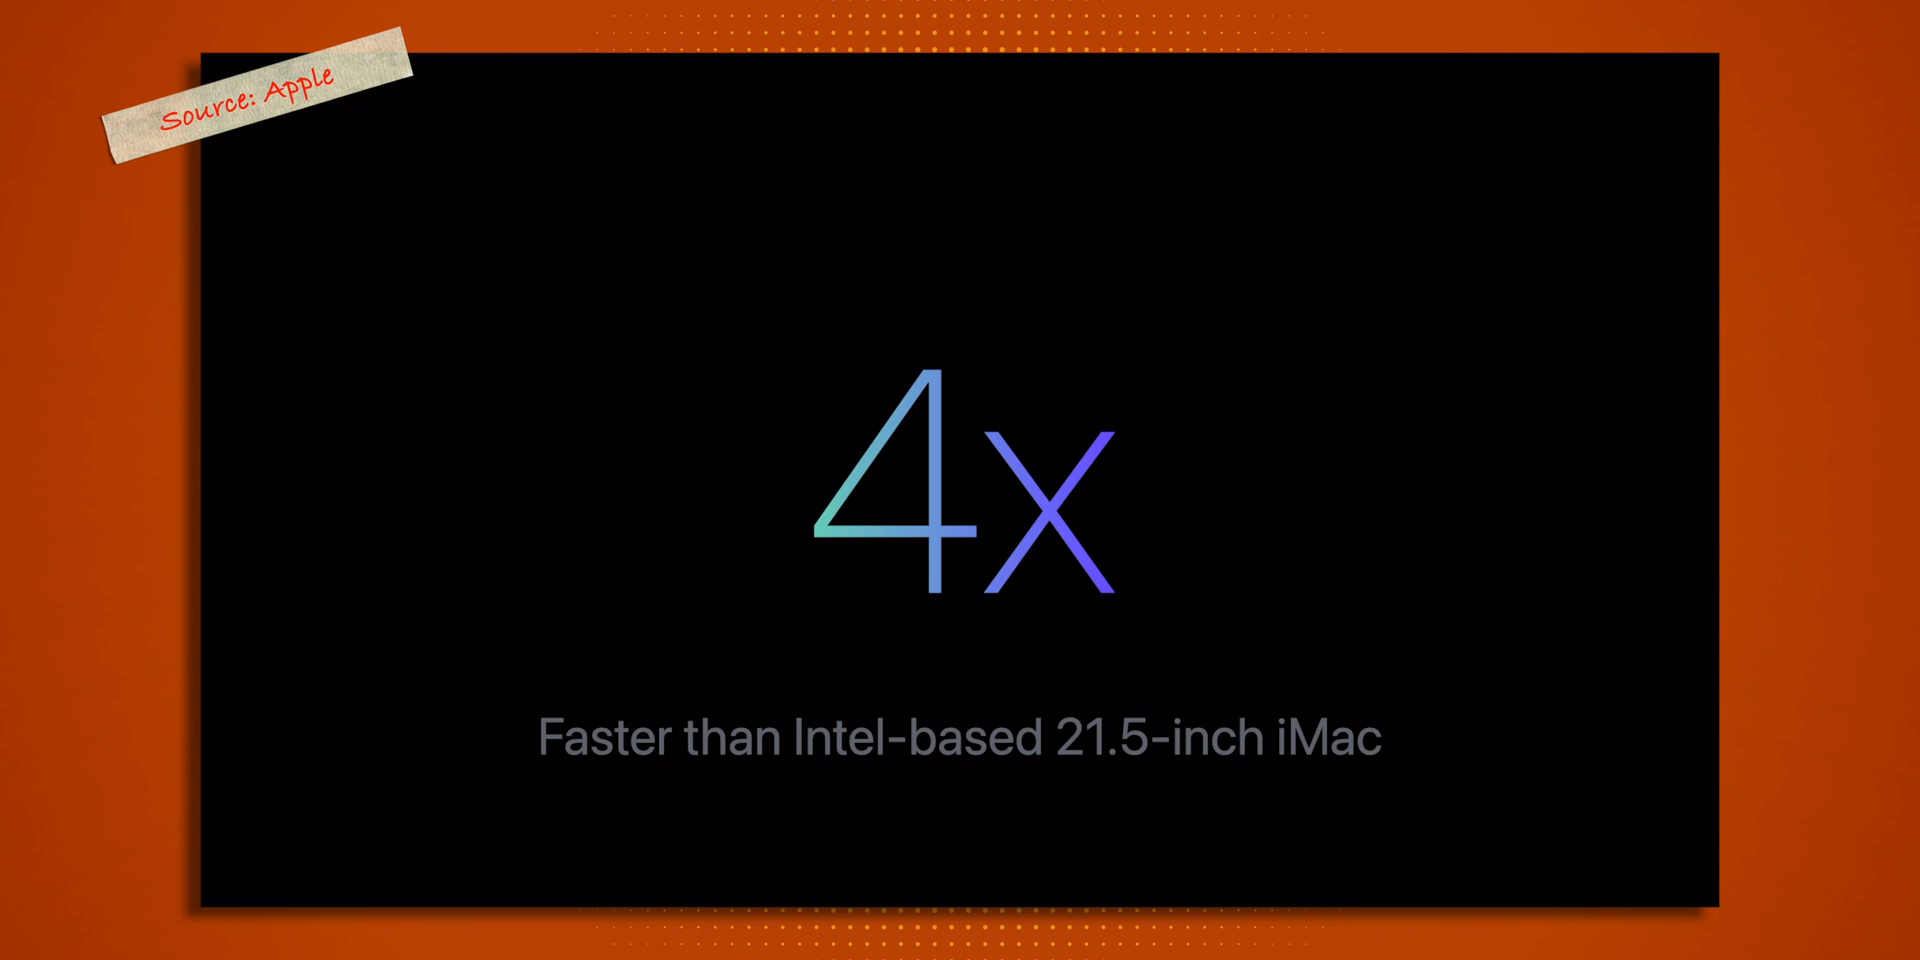 Source: Apple
4x
Faster than Intel-based 21.5-inch iMac